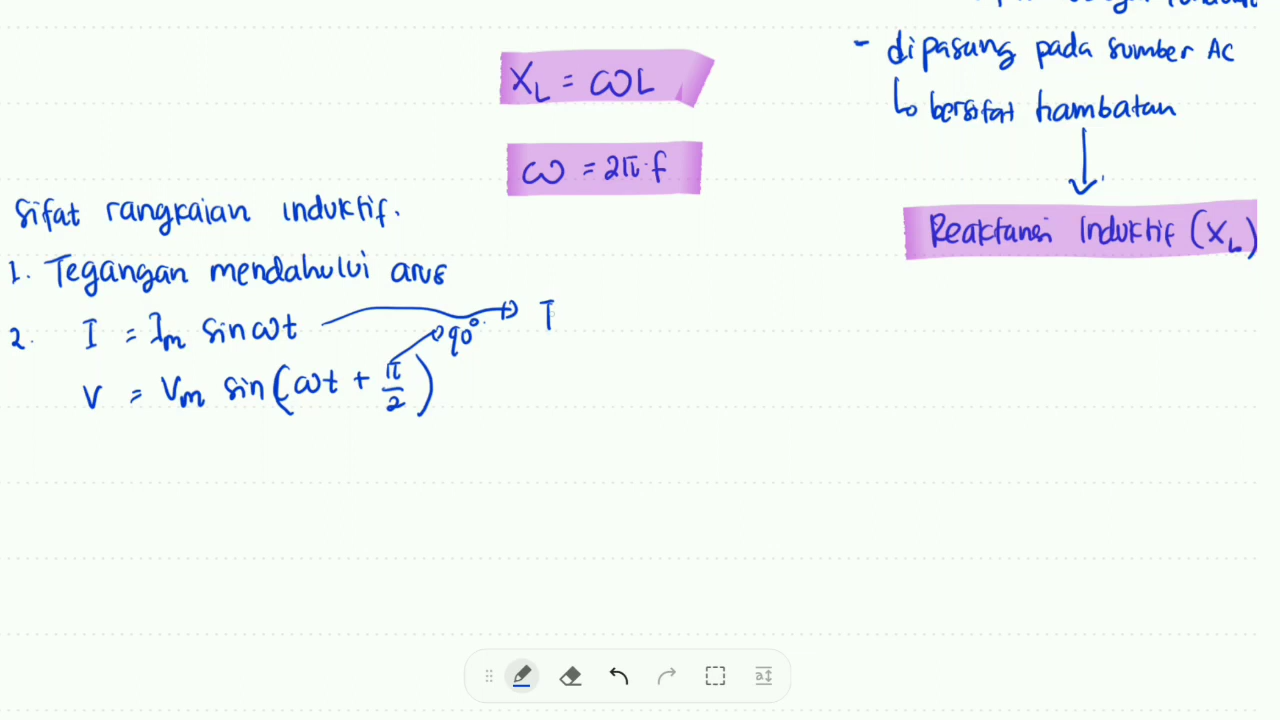 - dipasang pada sumber AC
bersifat hambatan
Reaktansi Induktif (XL)
XL = ωL
ω = 2π·f
Sifat rangkaian induktif.
1. Tegangan mendahului arus
2. I = Im sin ωt
I
90°
V = Vm sin(ωt + π/2)